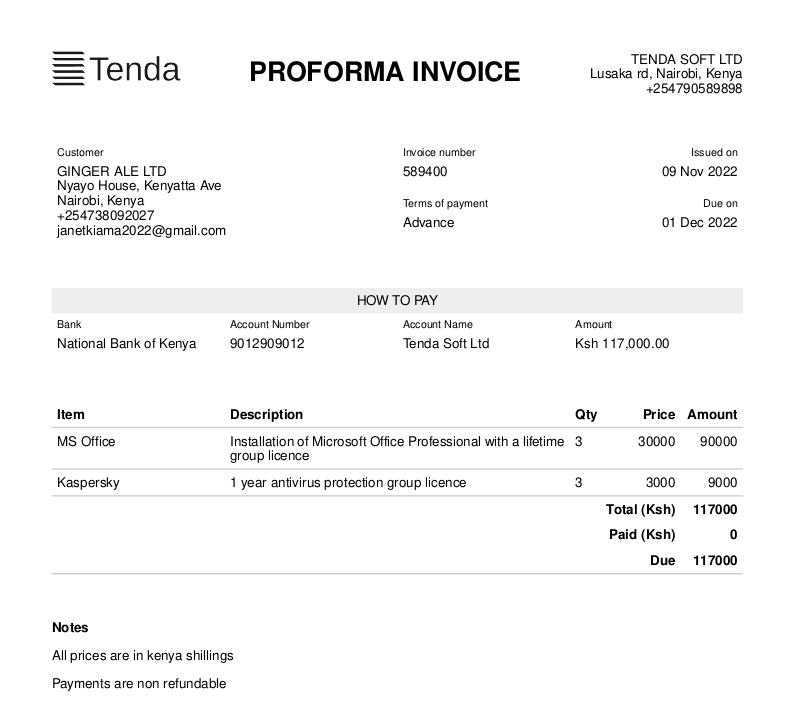 Tenda
PROFORMA INVOICE
TENDA SOFT LTD
Lusaka rd, Nairobi, Kenya
+254790589898
Customer
GINGER ALE LTD
Nyayo House, Kenyatta Ave
Nairobi, Kenya
+254738092027
janetkiama2022@gmail.com
Invoice number
589400
Issued on
09 Nov 2022
Terms of payment
Advance
Due on
01 Dec 2022
HOW TO PAY
Bank Account Number Account Name Amount
National Bank of Kenya 9012909012 Tenda Soft Ltd Ksh 117,000.00
Item Description Qty Price Amount
MS Office Installation of Microsoft Office Professional with a lifetime 3 30000 90000
group licence
Kaspersky 1 year antivirus protection group licence 3 3000 9000
Total (Ksh) 117000
Paid (Ksh) 0
Due 117000
Notes
All prices are in kenya shillings
Payments are non refundable